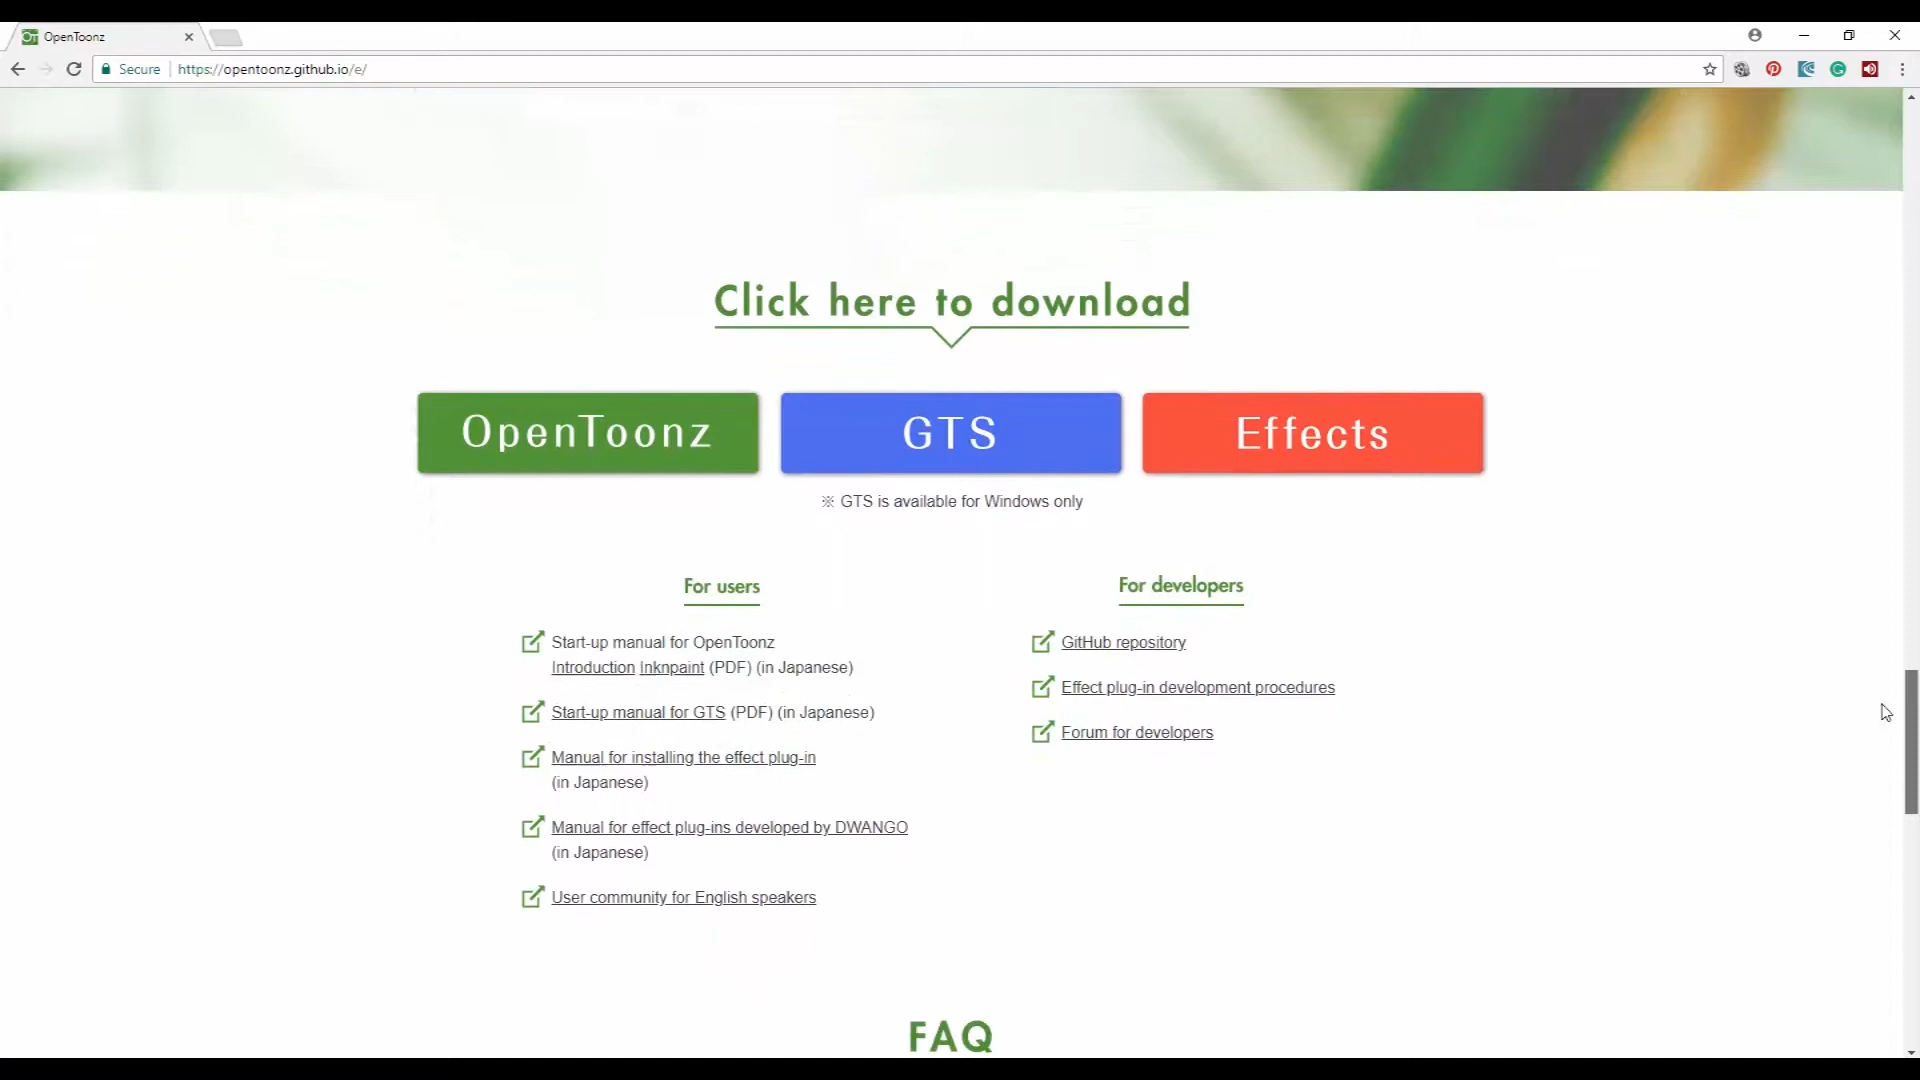 OpenToonz
Secure
https://opentoonz.github.io/e/
Click here to download
OpenToonz
GTS
Effects
※ GTS is available for Windows only
For users
Start-up manual for OpenToonz
Introduction Inknpaint (PDF) (in Japanese)
Start-up manual for GTS (PDF) (in Japanese)
Manual for installing the effect plug-in
(in Japanese)
Manual for effect plug-ins developed by DWANGO
(in Japanese)
User community for English speakers
For developers
GitHub repository
Effect plug-in development procedures
Forum for developers
FAQ